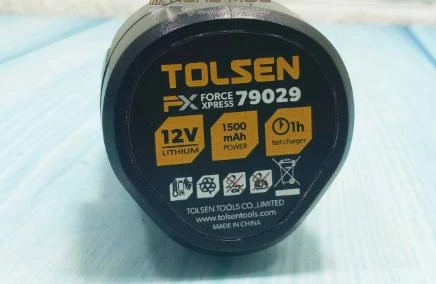 TOLSEN
FX FORCE XPRESS 79029
12V LITHIUM
1500 mAh POWER
1h fast charger
TOLSEN TOOLS CO.,LIMITED
www.tolsentools.com
MADE IN CHINA